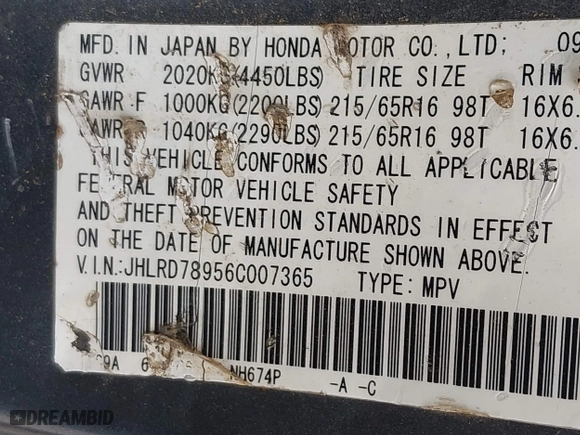 MFD. IN JAPAN BY HONDA MOTOR CO.,LTD; 09
GVWR 2020KG(4450LBS) TIRE SIZE RIM
GAWR F 1000KG(2200LBS) 215/65R16 98T 16X6.
GAWR 1040KG(2290LBS) 215/65R16 98T 16X6.
THIS VEHICLE CONFORMS TO ALL APPLICABLE
FEDERAL MOTOR VEHICLE SAFETY
AND THEFT PREVENTION STANDARDS IN EFFECT
ON THE DATE OF MANUFACTURE SHOWN ABOVE.
V.I.N.:JHLRD78956C007365 TYPE: MPV
NH674P -A -C
DREAMBID